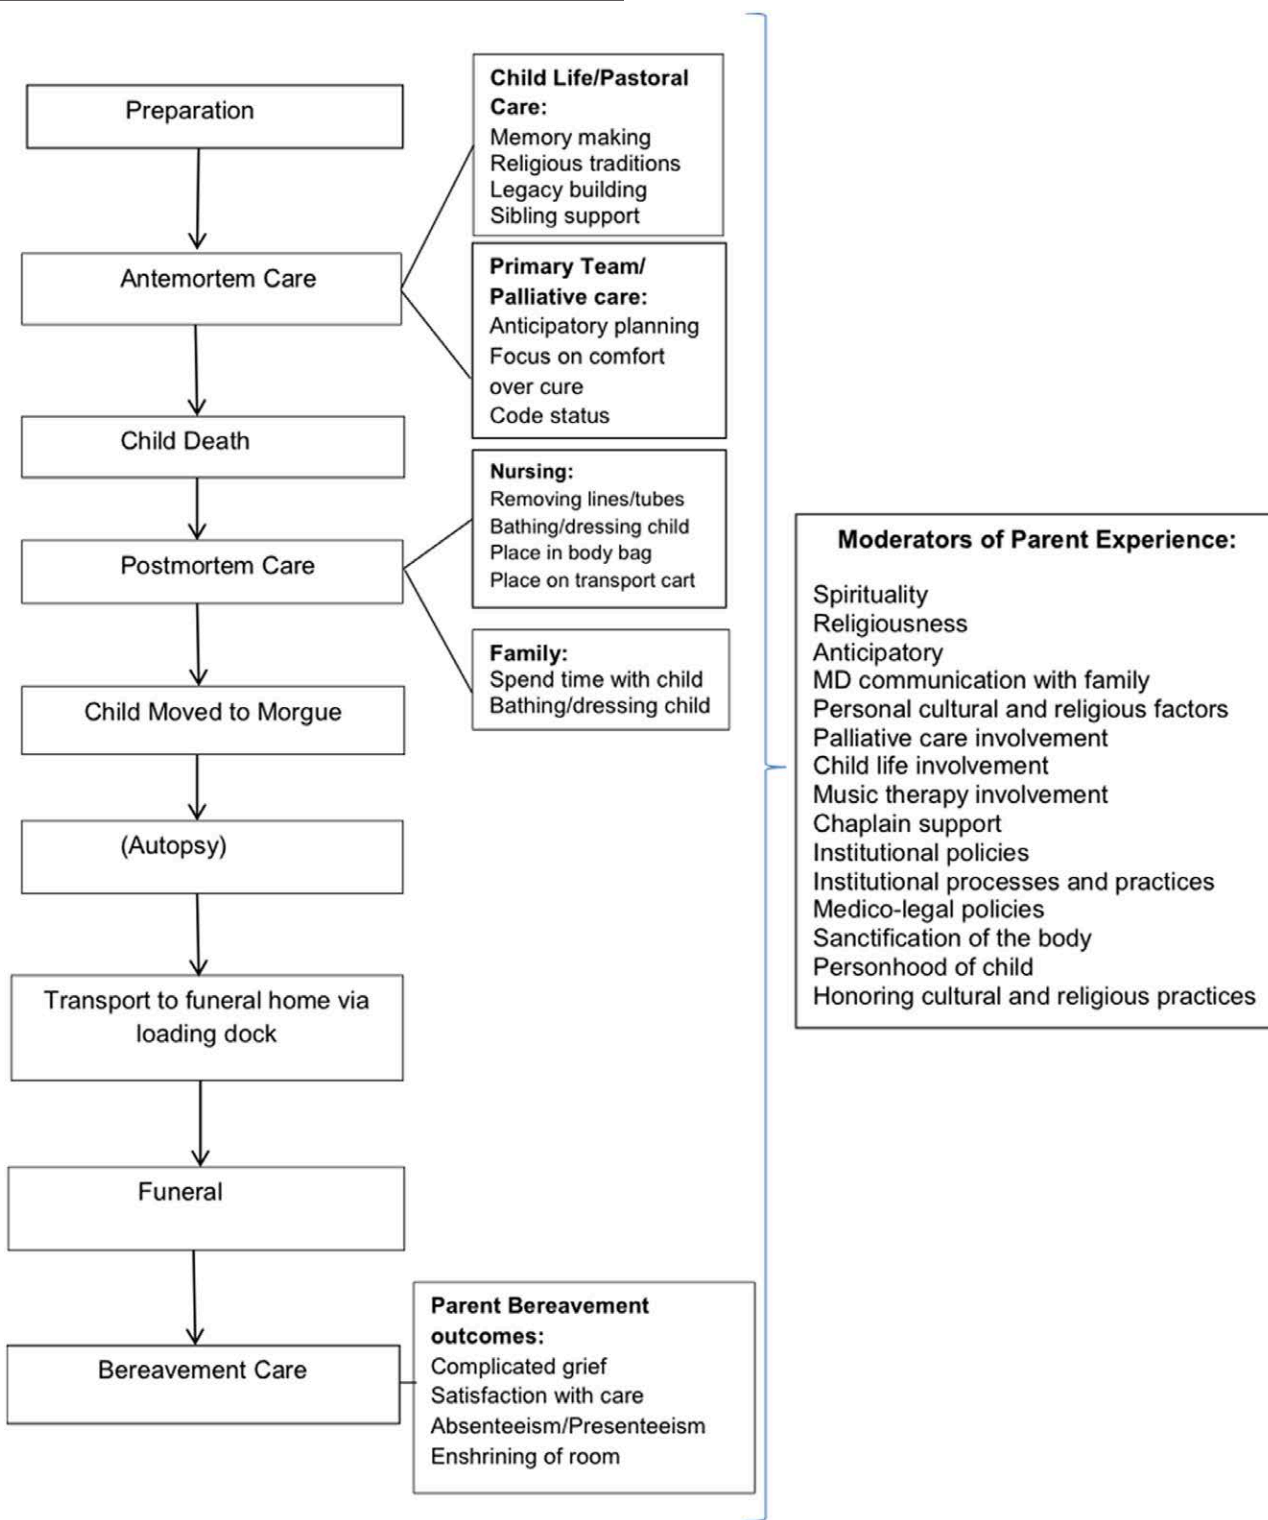 Preparation
Child Life/Pastoral
Care:
Memory making
Religious traditions
Legacy building
Sibling support
Antemortem Care
Primary Team/
Palliative care:
Anticipatory planning
Focus on comfort
over cure
Code status
Child Death
Postmortem Care
Nursing:
Removing lines/tubes
Bathing/dressing child
Place in body bag
Place on transport cart
Family:
Spend time with child
Bathing/dressing child
Child Moved to Morgue
(Autopsy)
Transport to funeral home via
loading dock
Funeral
Bereavement Care
Parent Bereavement
outcomes:
Complicated grief
Satisfaction with care
Absenteeism/Presenteeism
Enshrining of room
Moderators of Parent Experience:
Spirituality
Religiousness
Anticipatory
MD communication with family
Personal cultural and religious factors
Palliative care involvement
Child life involvement
Music therapy involvement
Chaplain support
Institutional policies
Institutional processes and practices
Medico-legal policies
Sanctification of the body
Personhood of child
Honoring cultural and religious practices